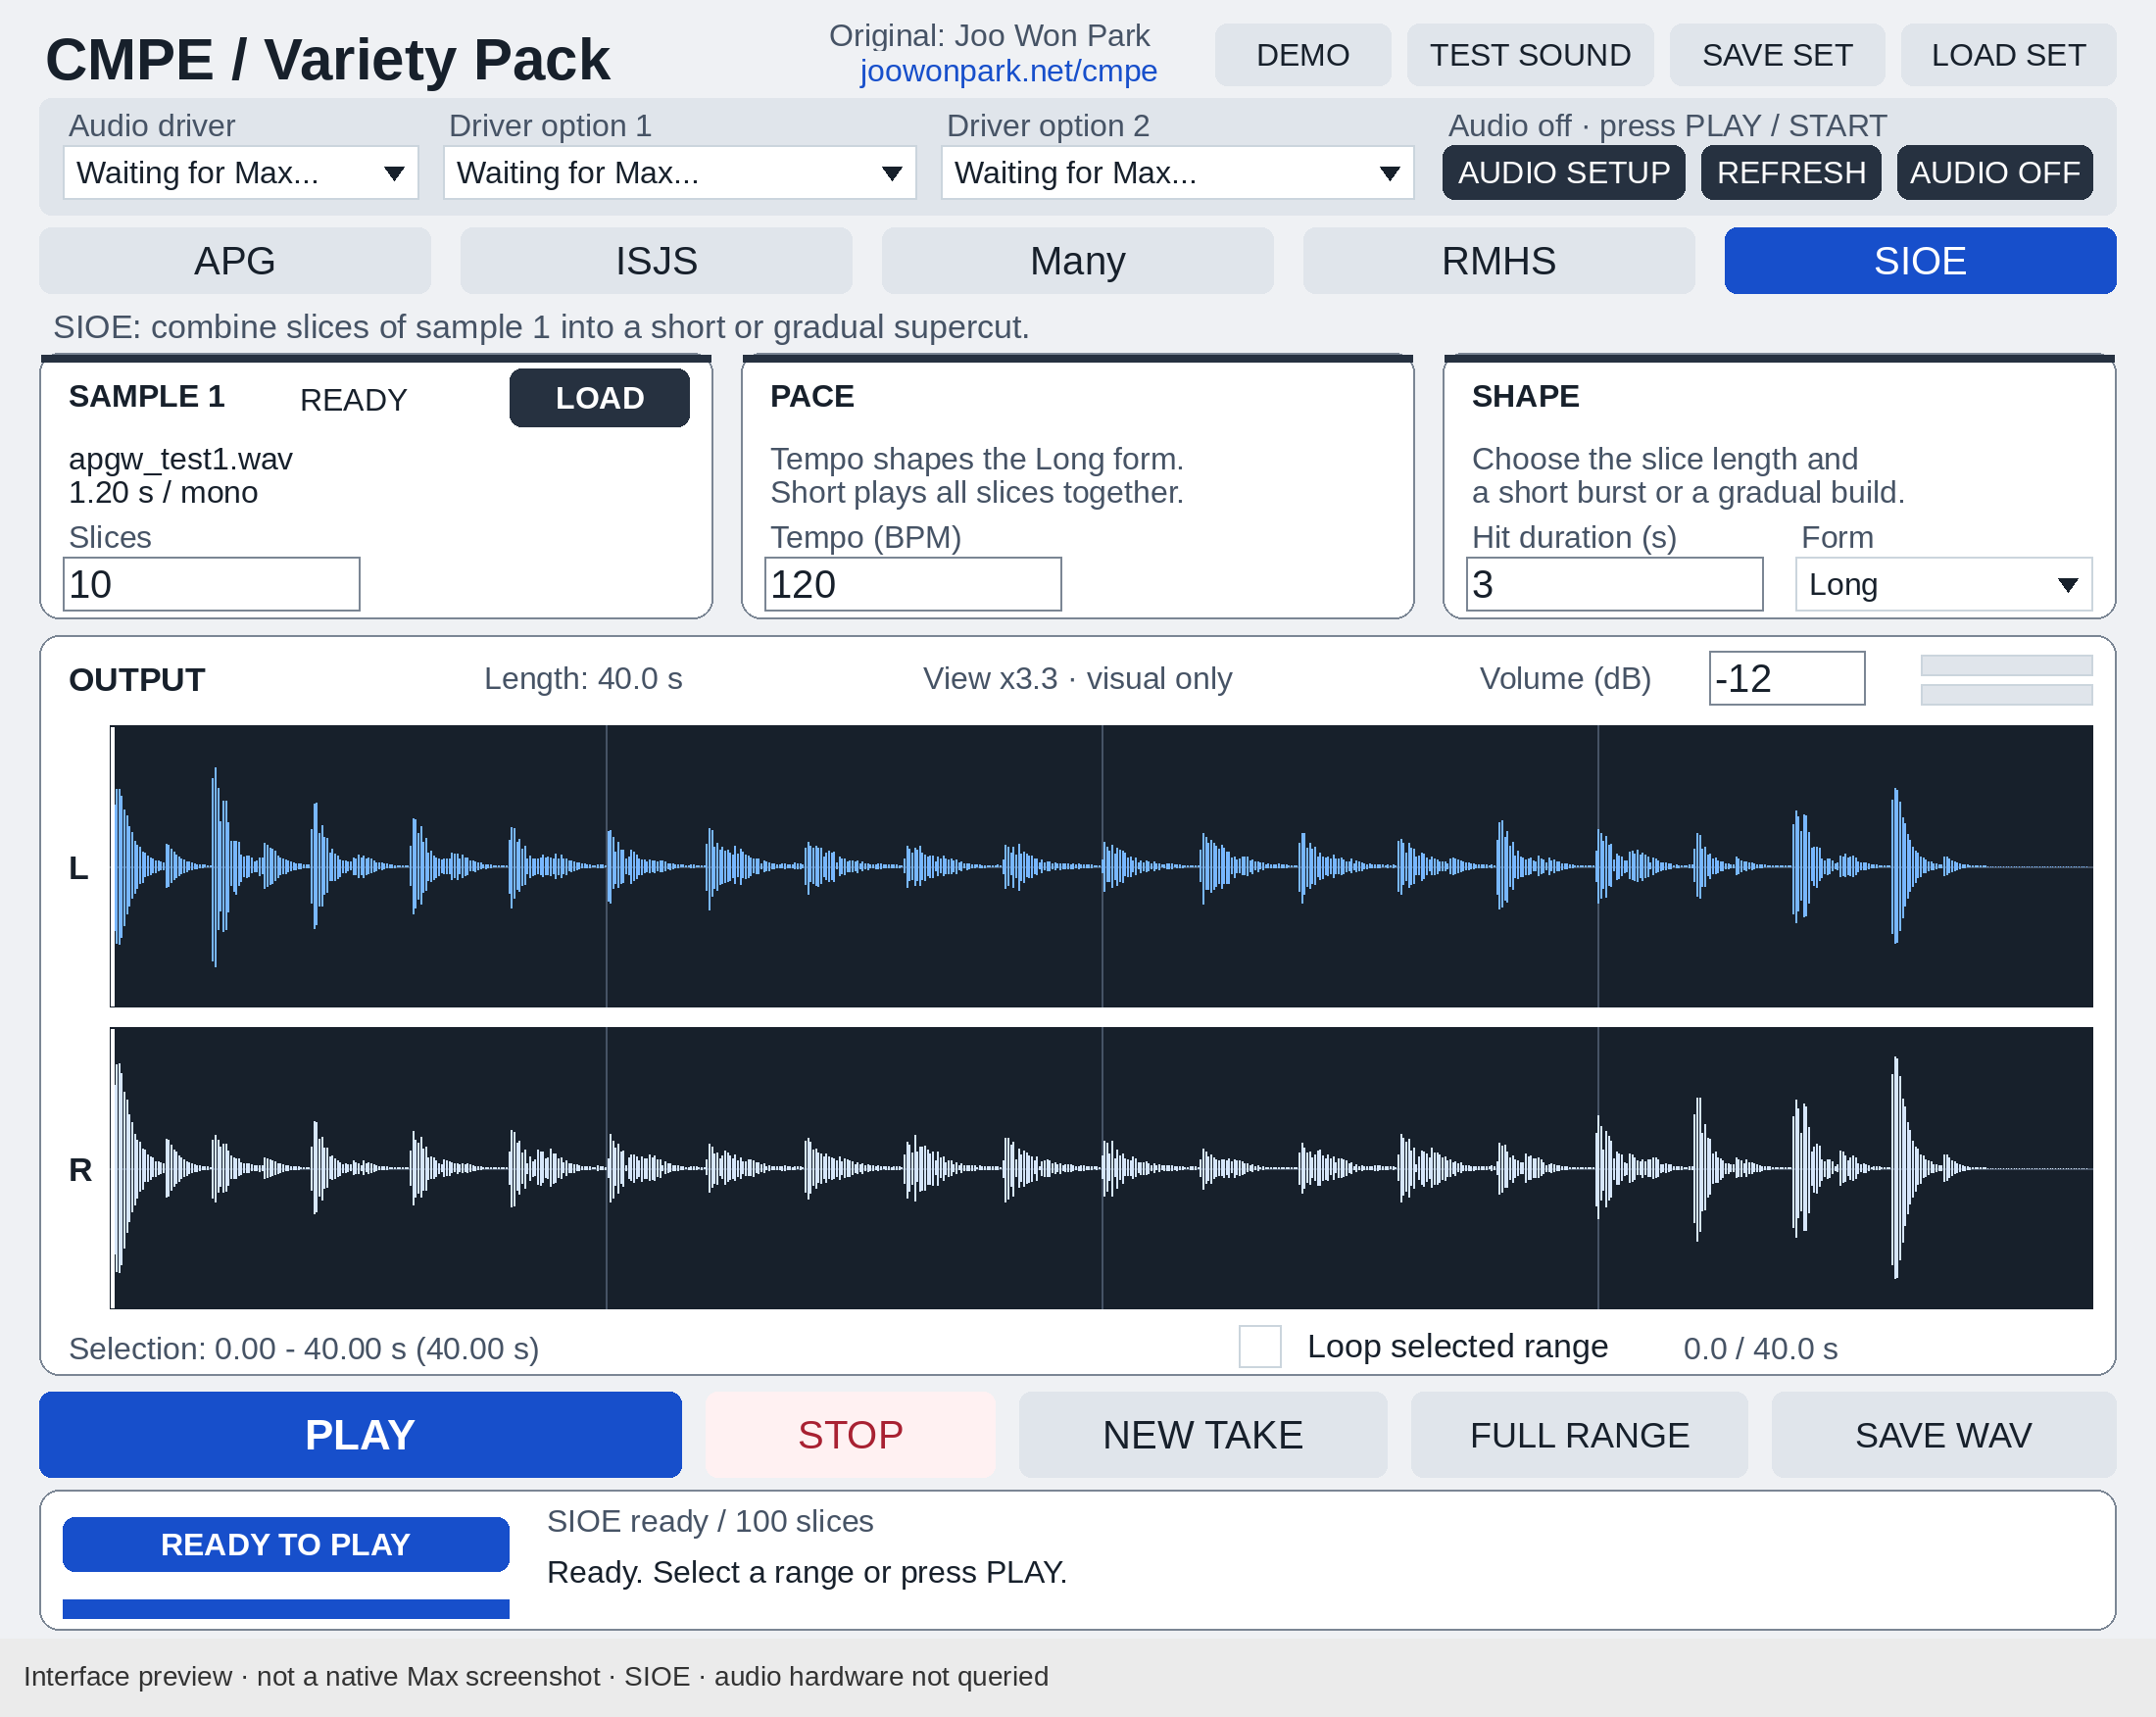 CMPE / Variety Pack
Original: Joo Won Park
joowonpark.net/cmpe
DEMO
TEST SOUND
SAVE SET
LOAD SET
Audio driver
Driver option 1
Driver option 2
Audio off · press PLAY / START
Waiting for Max...
Waiting for Max...
Waiting for Max...
AUDIO SETUP
REFRESH
AUDIO OFF
APG
ISJS
Many
RMHS
SIOE
SIOE: combine slices of sample 1 into a short or gradual supercut.
SAMPLE 1
READY
LOAD
apgw_test1.wav
1.20 s / mono
Slices
10
PACE
Tempo shapes the Long form.
Short plays all slices together.
Tempo (BPM)
120
SHAPE
Choose the slice length and
a short burst or a gradual build.
Hit duration (s)
Form
3
Long
OUTPUT
Length: 40.0 s
View x3.3 · visual only
Volume (dB)
-12
L
R
Selection: 0.00 - 40.00 s (40.00 s)
Loop selected range
0.0 / 40.0 s
PLAY
STOP
NEW TAKE
FULL RANGE
SAVE WAV
READY TO PLAY
SIOE ready / 100 slices
Ready. Select a range or press PLAY.
Interface preview · not a native Max screenshot · SIOE · audio hardware not queried